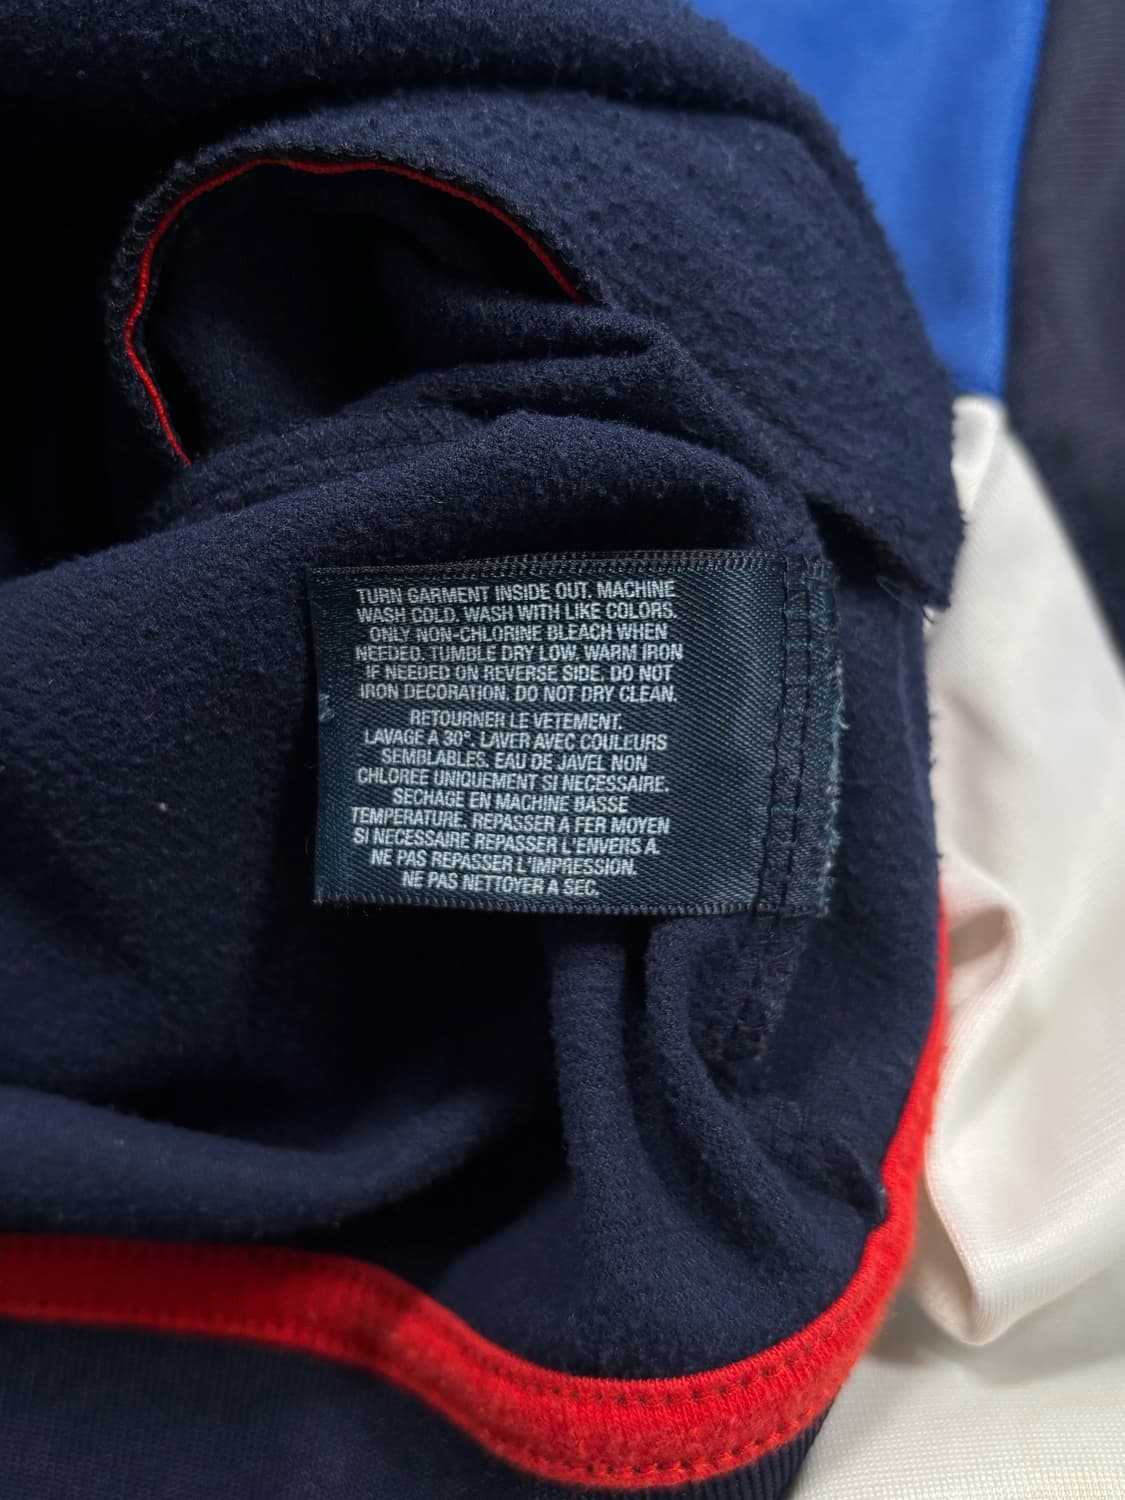 TURN GARMENT INSIDE OUT. MACHINE
WASH COLD. WASH WITH LIKE COLORS.
ONLY NON-CHLORINE BLEACH WHEN
NEEDED. TUMBLE DRY LOW. WARM IRON
IF NEEDED ON REVERSE SIDE. DO NOT
IRON DECORATION. DO NOT DRY CLEAN.
RETOURNER LE VETEMENT.
LAVAGE A 30°. LAVER AVEC COULEURS
SEMBLABLES. EAU DE JAVEL NON
CHLOREE UNIQUEMENT SI NECESSAIRE.
SECHAGE EN MACHINE BASSE
TEMPERATURE. REPASSER A FER MOYEN
SI NECESSAIRE REPASSER L'ENVERS A.
NE PAS REPASSER L'IMPRESSION.
NE PAS NETTOYER A SEC.